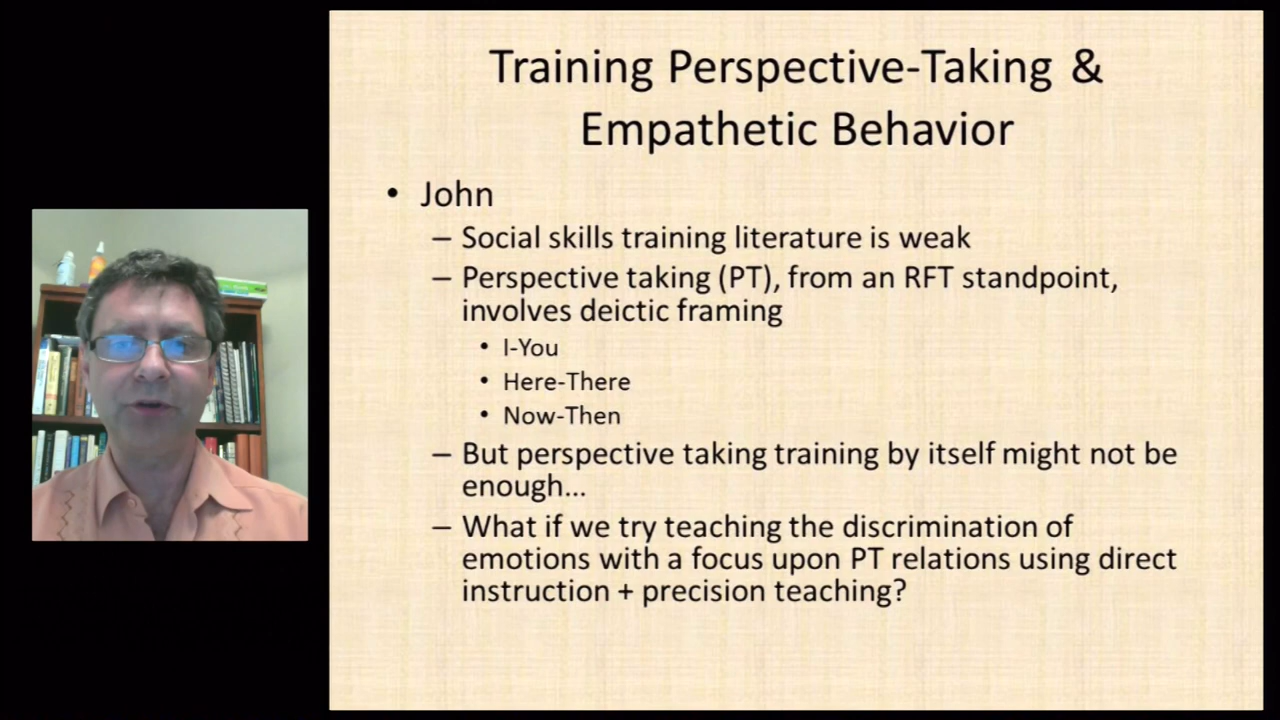 Training Perspective-Taking &
Empathetic Behavior
• John
– Social skills training literature is weak
– Perspective taking (PT), from an RFT standpoint,
involves deictic framing
• I-You
• Here-There
• Now-Then
– But perspective taking training by itself might not be
enough...
– What if we try teaching the discrimination of
emotions with a focus upon PT relations using direct
instruction + precision teaching?